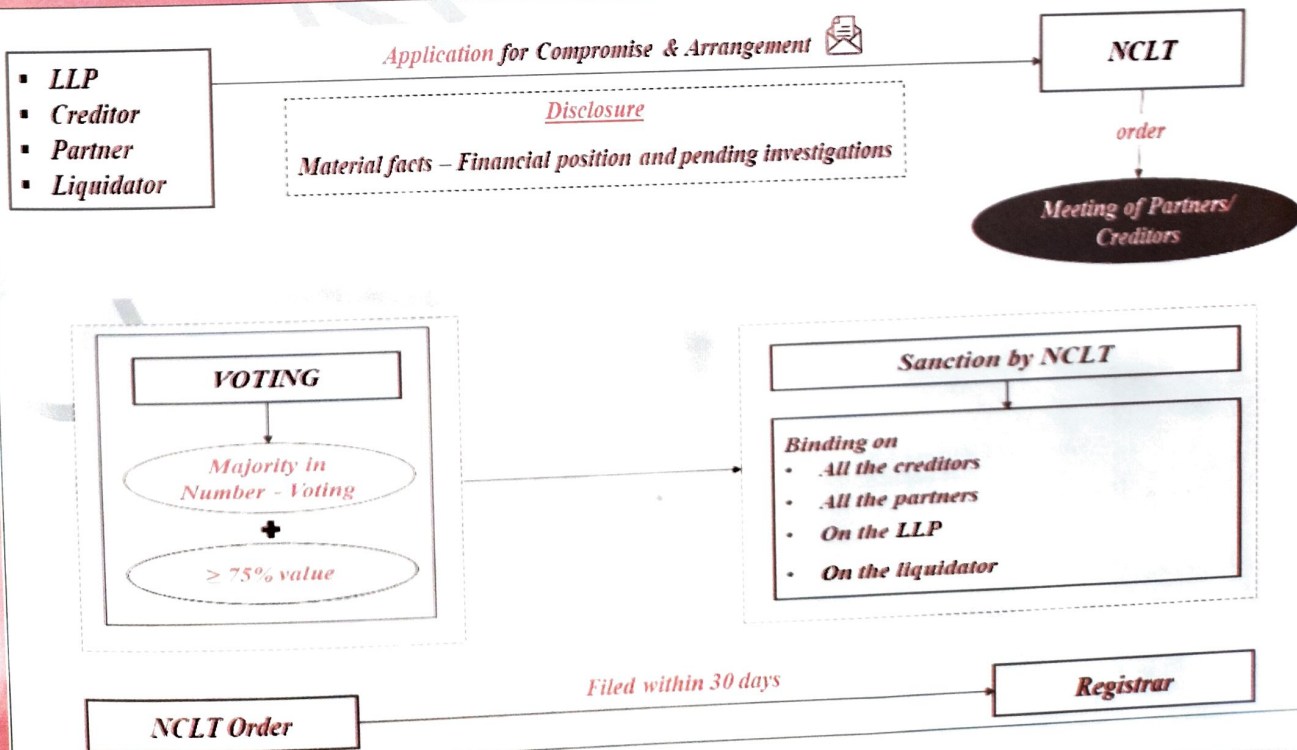 ▪ LLP
▪ Creditor
▪ Partner
▪ Liquidator
Application for Compromise & Arrangement
NCLT
Disclosure
Material facts – Financial position and pending investigations
order
Meeting of Partners/
Creditors
VOTING
Majority in
Number - Voting
+
≥ 75% value
Sanction by NCLT
Binding on
• All the creditors
• All the partners
• On the LLP
• On the liquidator
NCLT Order
Filed within 30 days
Registrar